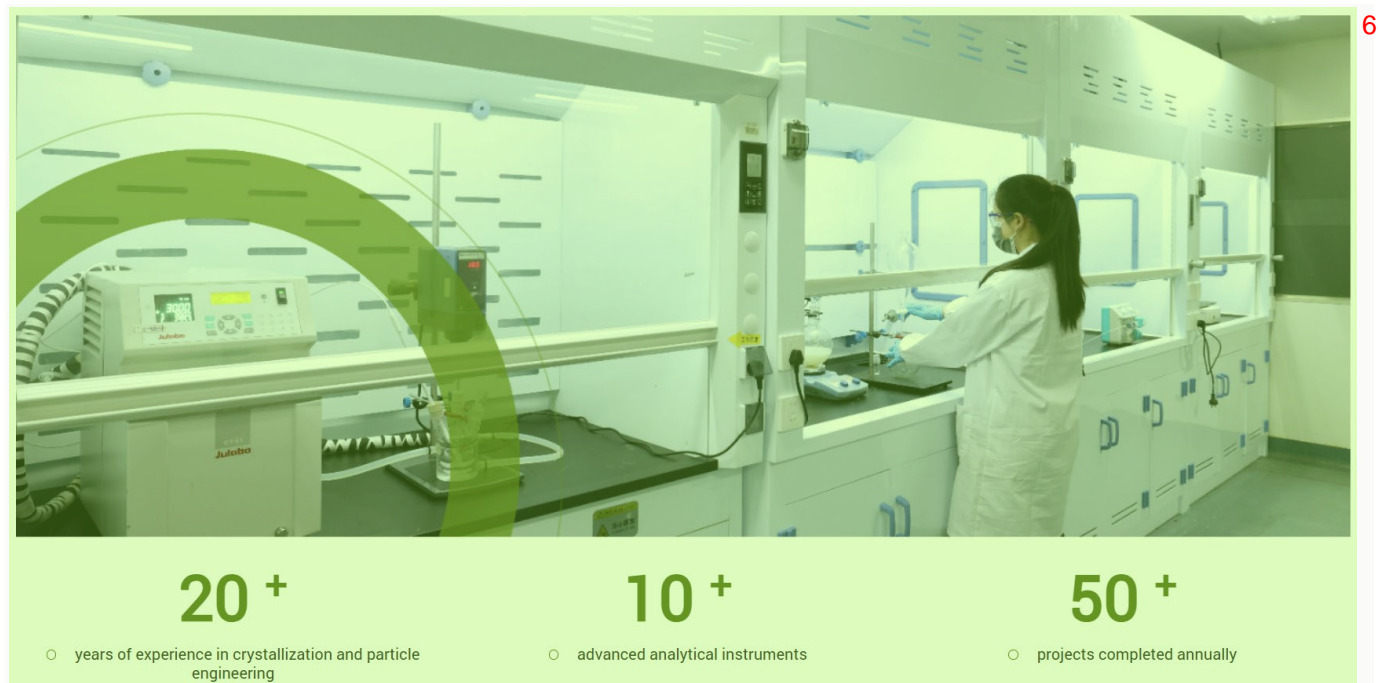 6
Julabo
Julabo
20 +
years of experience in crystallization and particle
engineering
10 +
advanced analytical instruments
50 +
projects completed annually